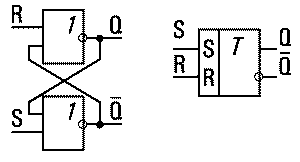 R 1 Q
S 1 Q̅
S S T Q
R R Q̅